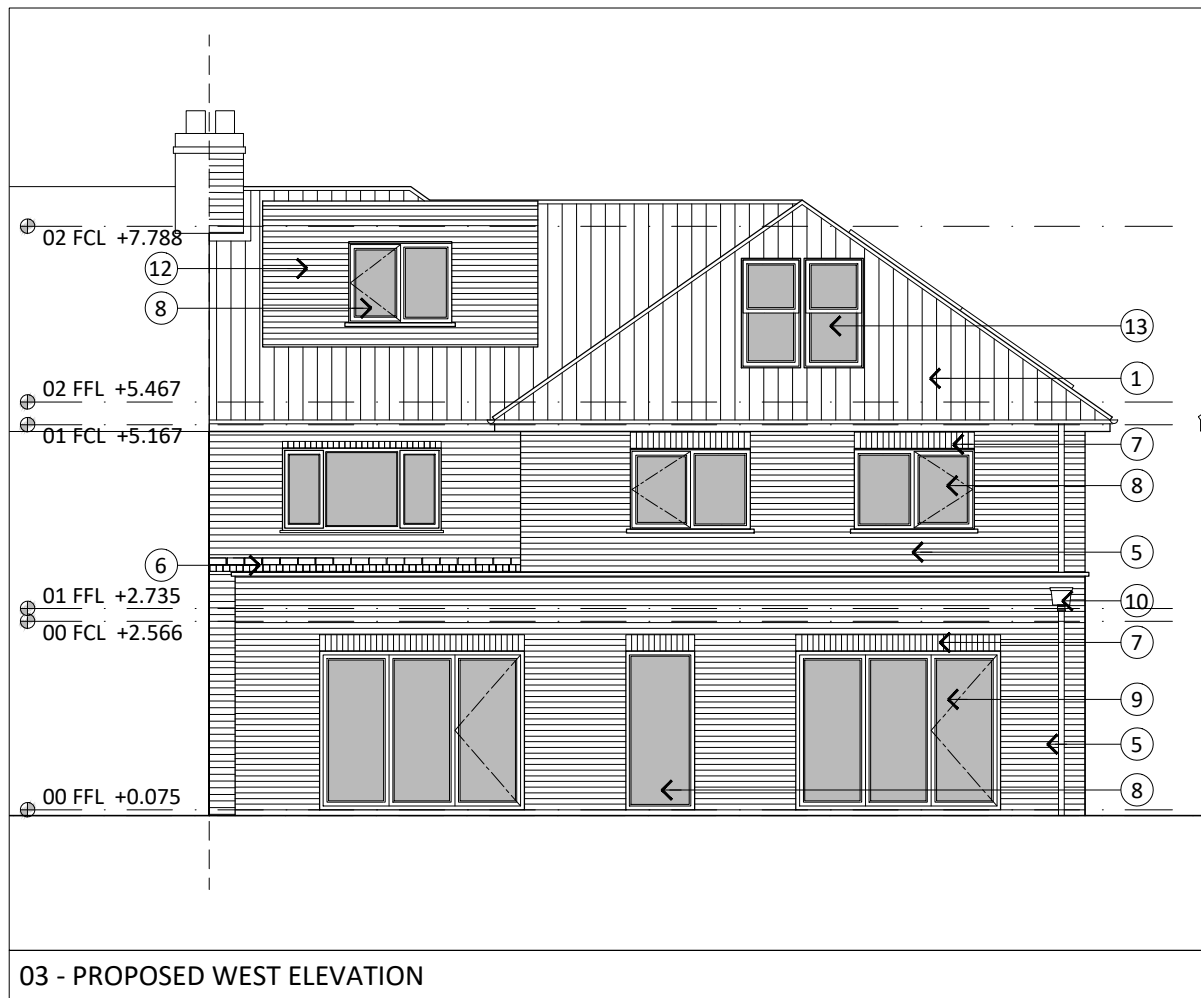 02 FCL +7.788
12
8
13
1
02 FFL +5.467
01 FCL +5.167
7
8
5
6
01 FFL +2.735
10
00 FCL +2.566
7
9
5
00 FFL +0.075
8
03 - PROPOSED WEST ELEVATION